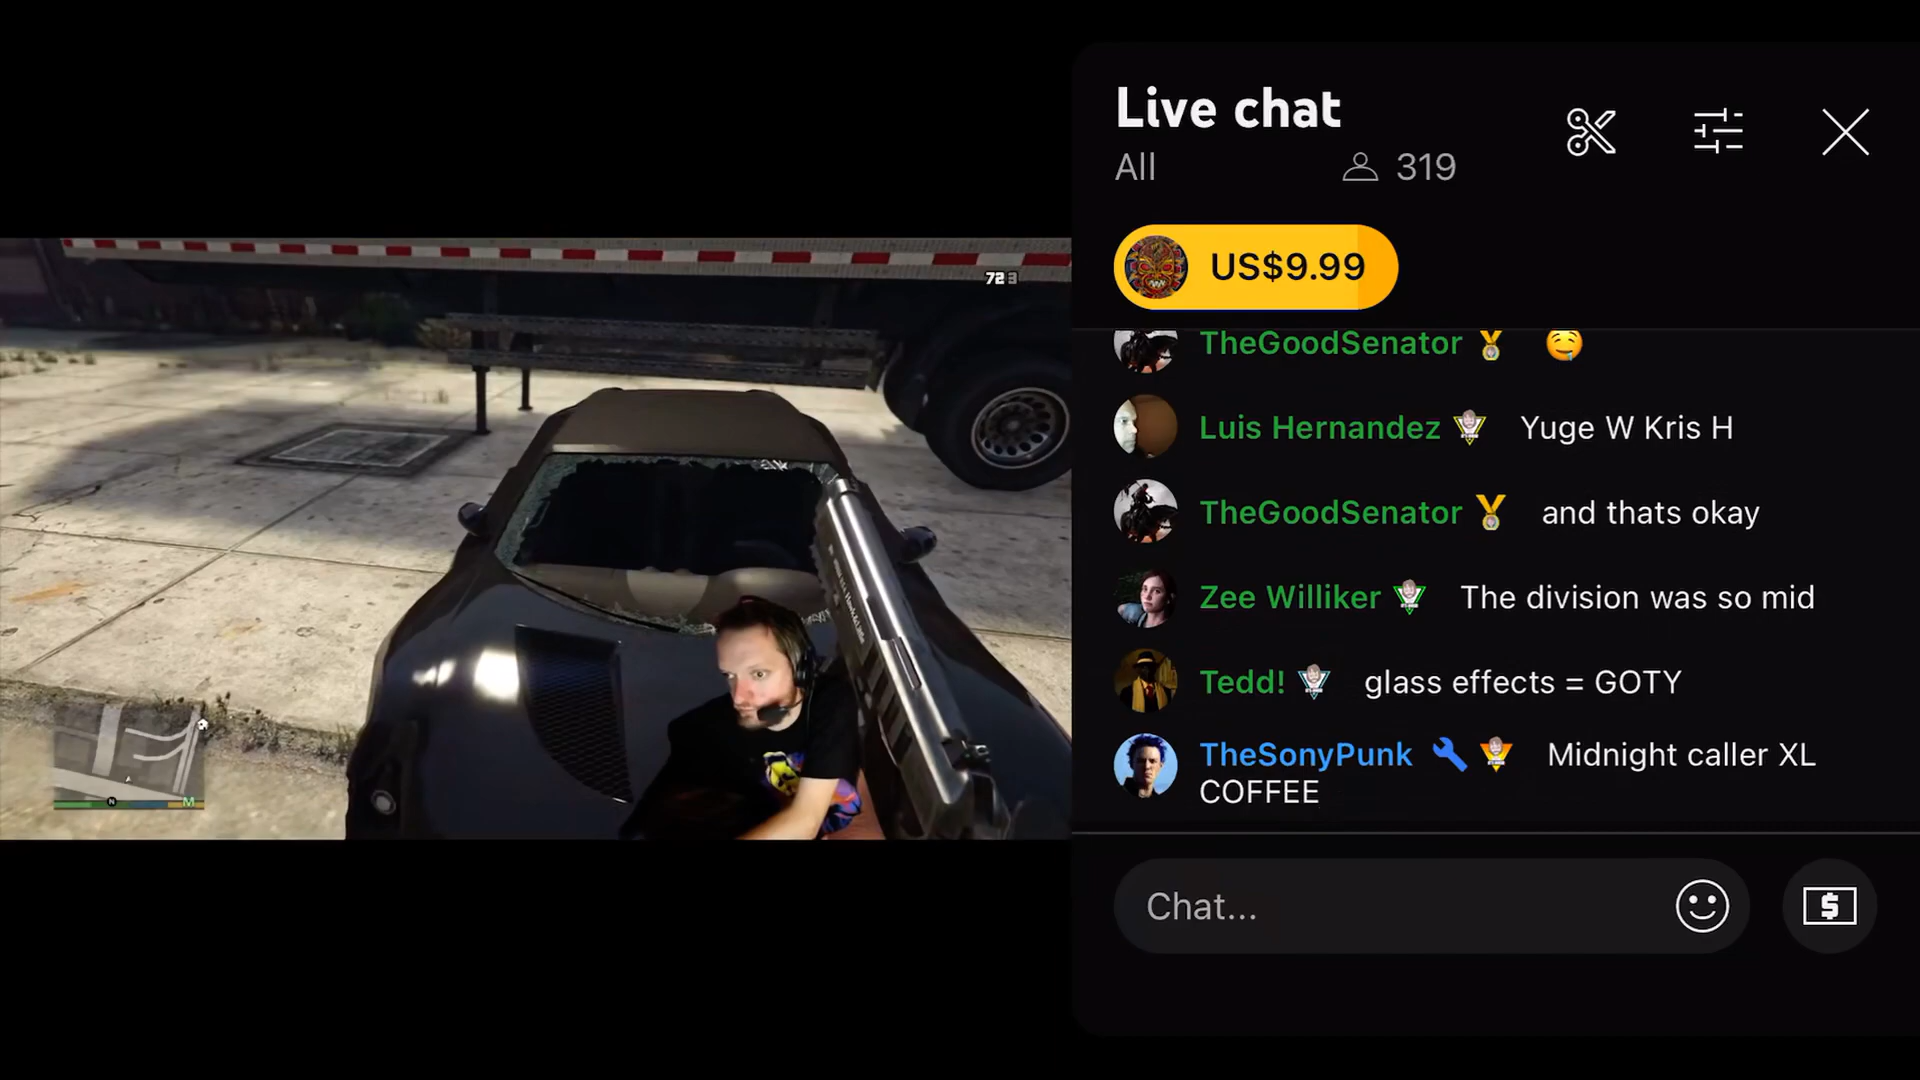 Live chat
All 319
US$9.99
72 3
TheGoodSenator 🤤
Luis Hernandez Yuge W Kris H
TheGoodSenator and thats okay
Zee Williker The division was so mid
Tedd! glass effects = GOTY
TheSonyPunk Midnight caller XL
COFFEE
N
M
Chat...
$